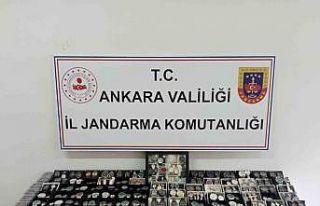 T.C.
ANKARA VALİLİĞİ
İL JANDARMA KOMUTANLIĞI